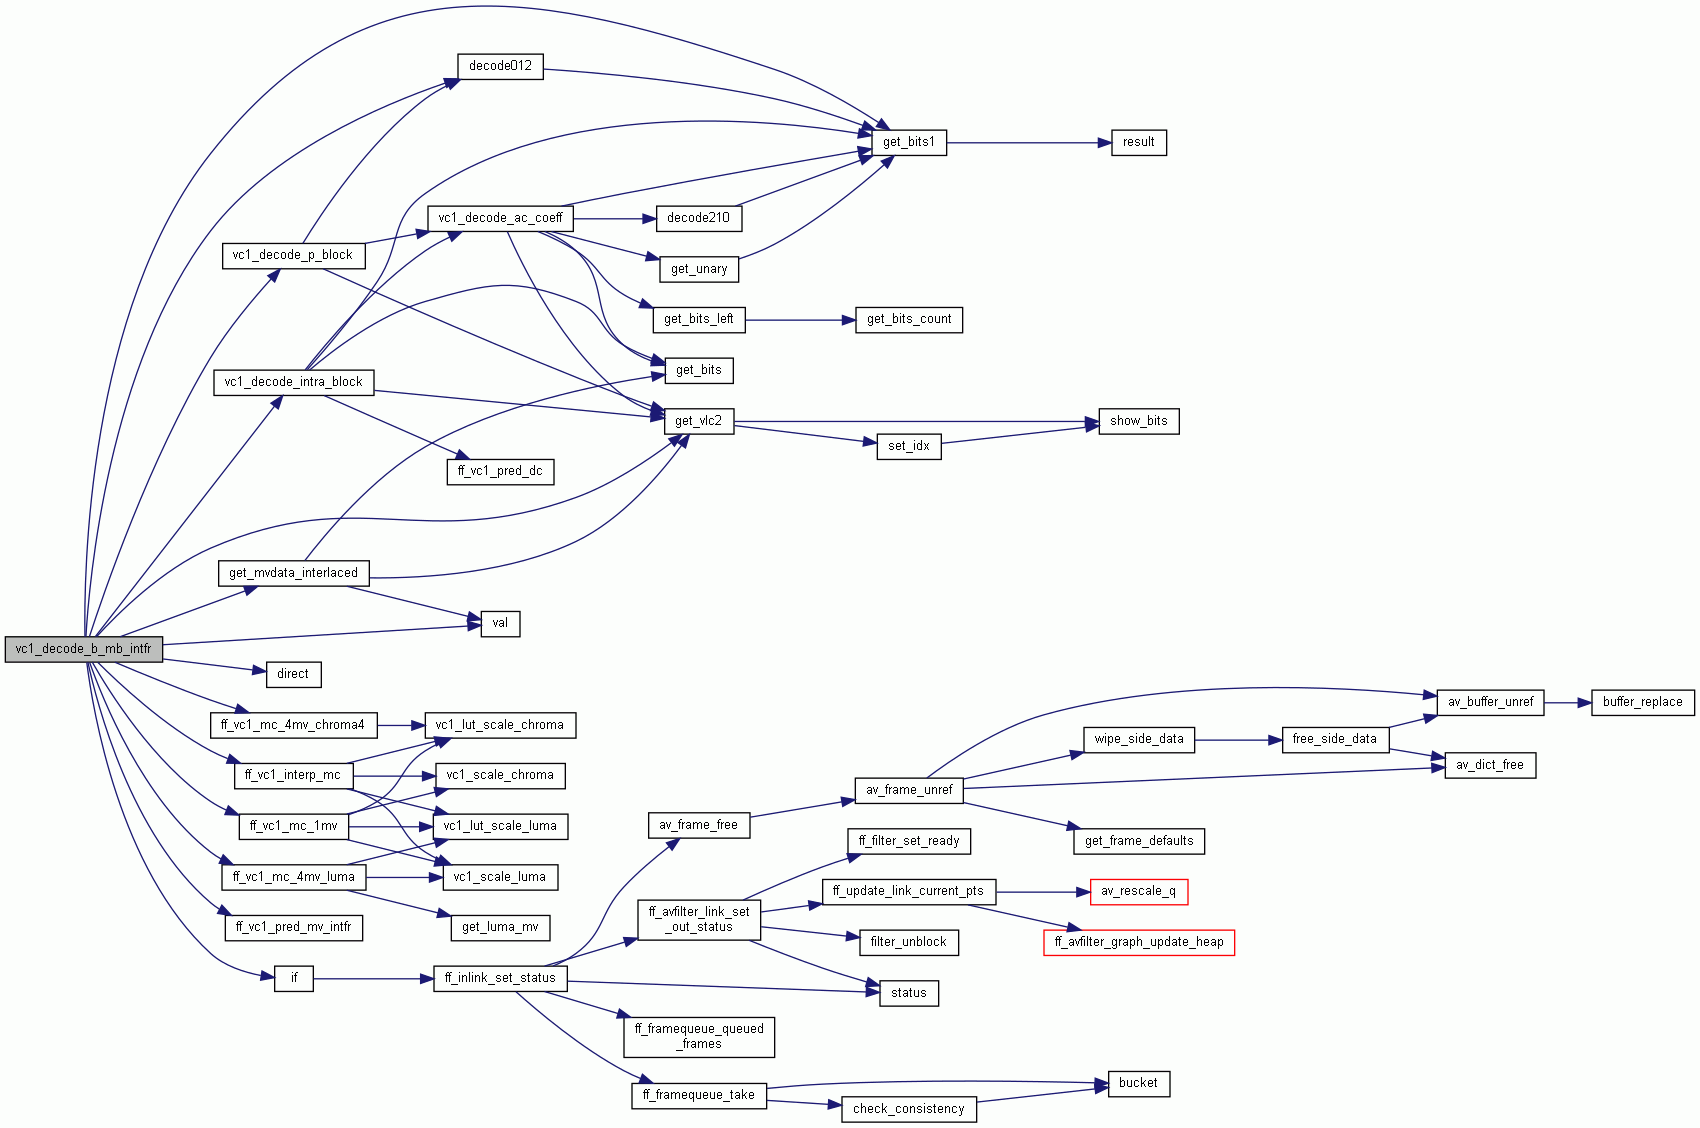 decode012
get_bits1
result
vc1_decode_ac_coeff
decode210
vc1_decode_p_block
get_unary
get_bits_left
get_bits_count
get_bits
vc1_decode_intra_block
get_vlc2
show_bits
set_idx
ff_vc1_pred_dc
get_mvdata_interlaced
val
vc1_decode_b_mb_intfr
direct
ff_vc1_mc_4mv_chroma4
vc1_lut_scale_chroma
av_buffer_unref
buffer_replace
wipe_side_data
free_side_data
ff_vc1_interp_mc
vc1_scale_chroma
av_dict_free
av_frame_unref
ff_vc1_mc_1mv
vc1_lut_scale_luma
av_frame_free
ff_filter_set_ready
get_frame_defaults
ff_vc1_mc_4mv_luma
vc1_scale_luma
ff_update_link_current_pts
av_rescale_q
ff_vc1_pred_mv_intfr
get_luma_mv
ff_avfilter_link_set
_out_status
filter_unblock
ff_avfilter_graph_update_heap
if
ff_inlink_set_status
status
ff_framequeue_queued
_frames
ff_framequeue_take
bucket
check_consistency